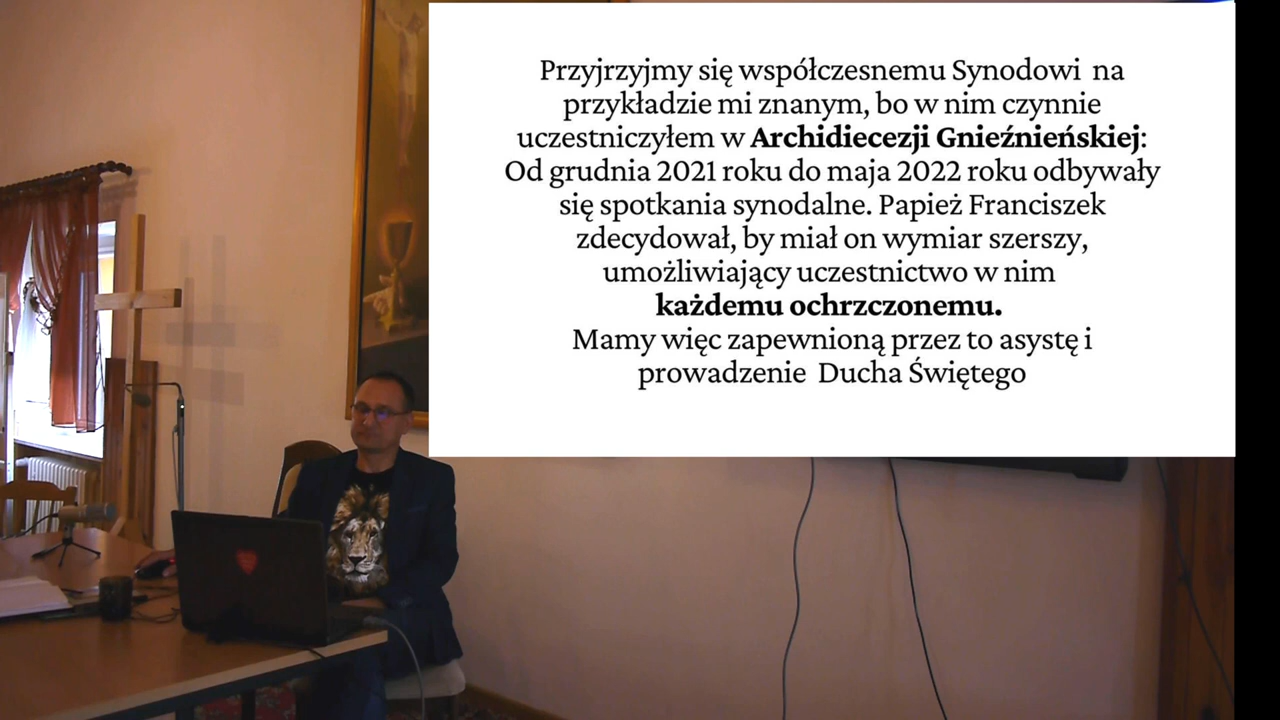 Przyjrzyjmy się współczesnemu Synodowi na
przykładzie mi znanym, bo w nim czynnie
uczestniczyłem w Archidiecezji Gnieźnieńskiej:
Od grudnia 2021 roku do maja 2022 roku odbywały
się spotkania synodalne. Papież Franciszek
zdecydował, by miał on wymiar szerszy,
umożliwiający uczestnictwo w nim
każdemu ochrzczonemu.
Mamy więc zapewnioną przez to asystę i
prowadzenie Ducha Świętego